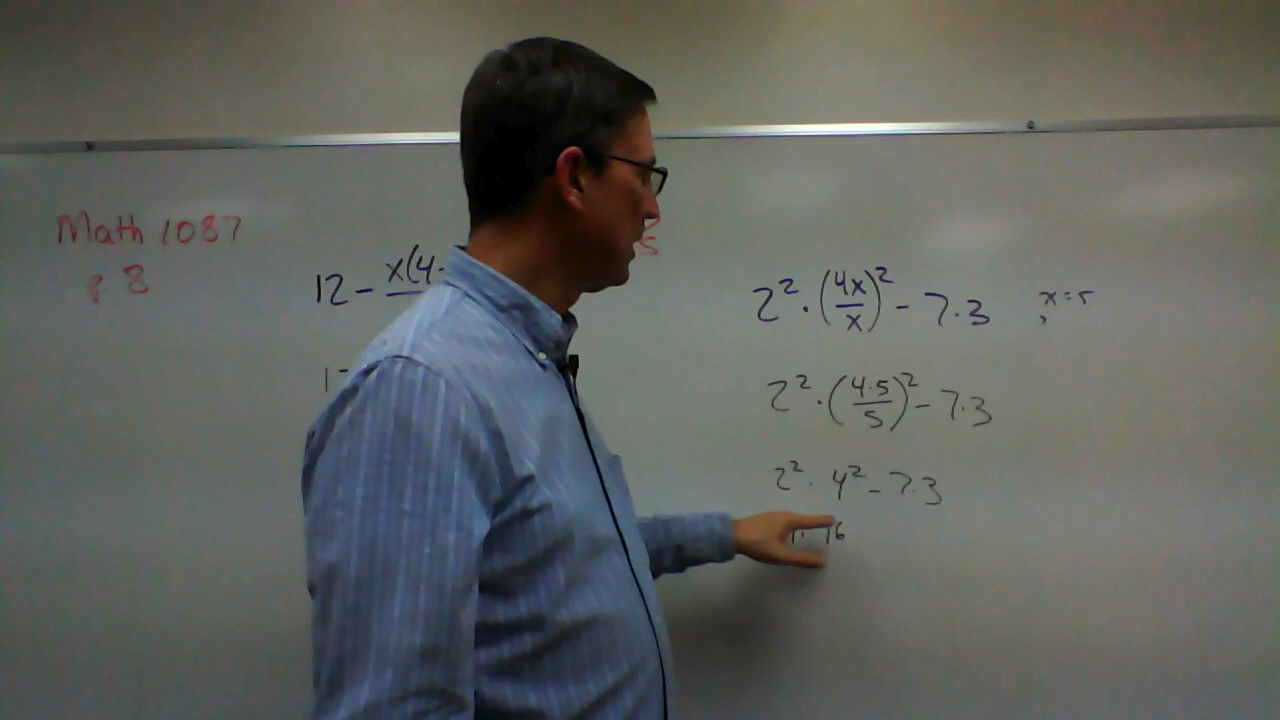 Math 1087
p 8
12 - x(4
2² · (4x/x)² - 7·3 , x=5
2² · (4·5/5)² - 7·3
2² · 4² - 7·3
16